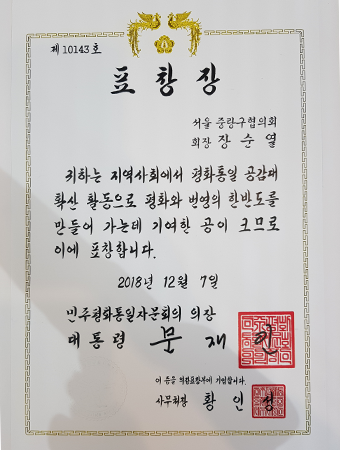 제 10143 호
표 창 장
서울 중랑구협의회
회장 장 순 열
귀하는 지역사회에서 평화통일 공감대
확산 활동으로 평화와 번영의 한반도를
만들어 가는데 기여한 공이 크므로
이에 표창합니다.
2018년 12월 7일
민주평화통일자문회의 의장
대통령 문 재 인
이 증을 직접표창부에 기입합니다.
사무처장 황 인 성